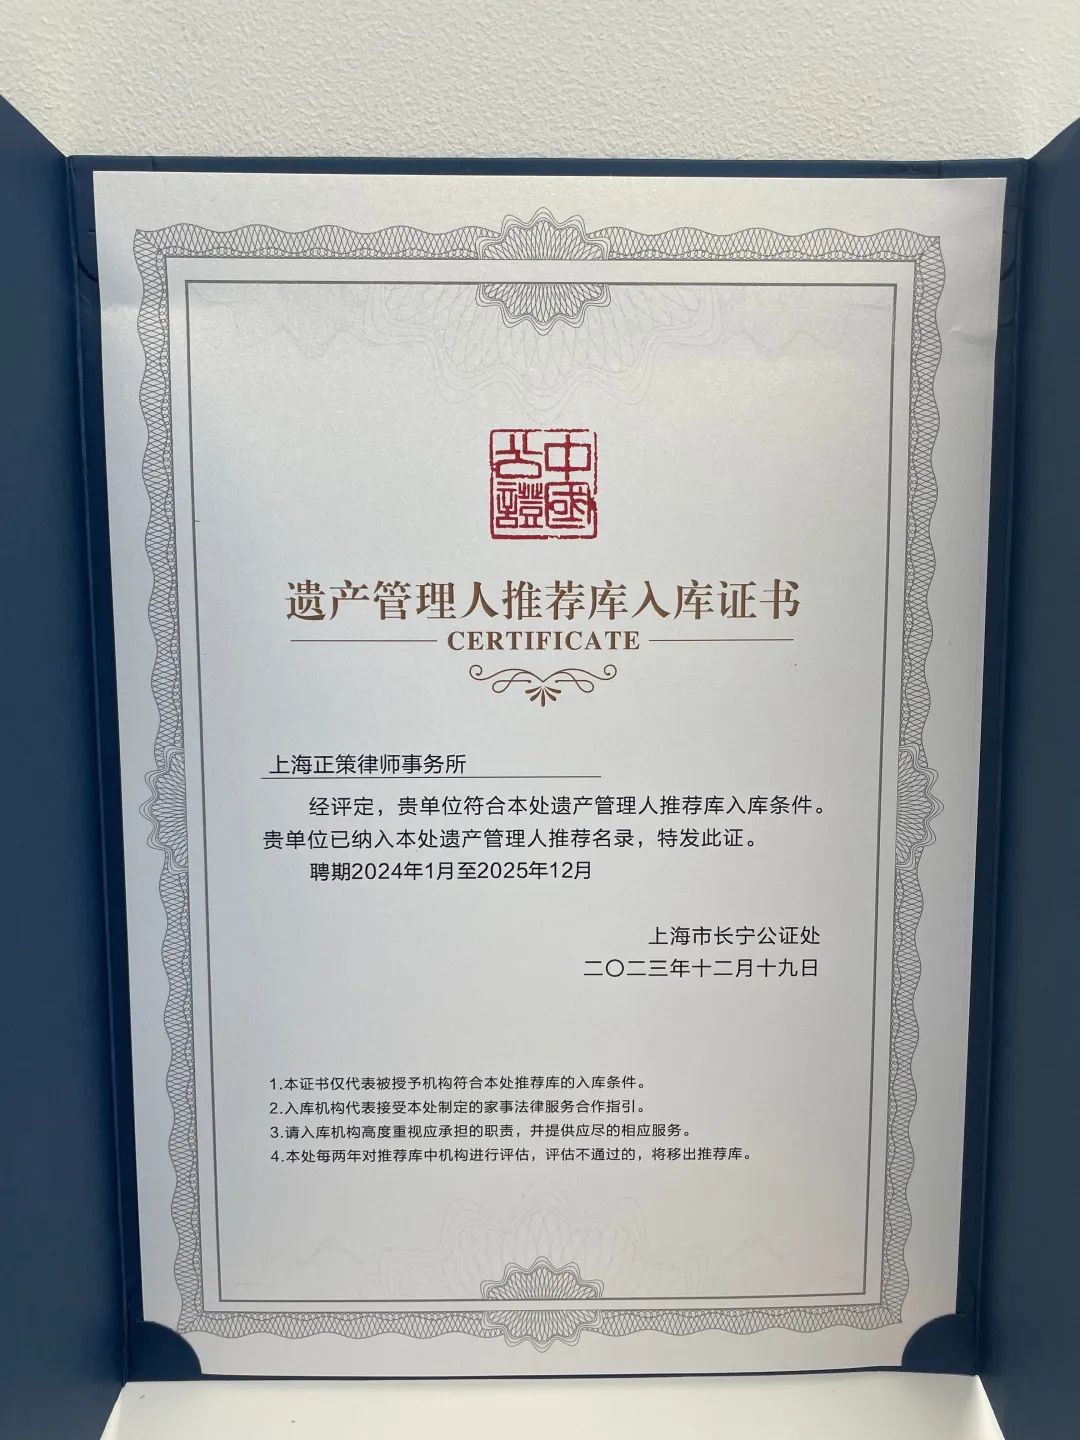 中國公證
遗产管理人推荐库入库证书
CERTIFICATE
上海正策律师事务所
经评定，贵单位符合本处遗产管理人推荐库入库条件。
贵单位已纳入本处遗产管理人推荐名录，特发此证。
聘期2024年1月至2025年12月
上海市长宁公证处
二〇二三年十二月十九日
1.本证书仅代表被授予机构符合本处推荐库的入库条件。
2.入库机构代表接受本处制定的家事法律服务合作指引。
3.请入库机构高度重视应承担的职责，并提供应尽的相应服务。
4.本处每两年对推荐库中机构进行评估，评估不通过的，将移出推荐库。